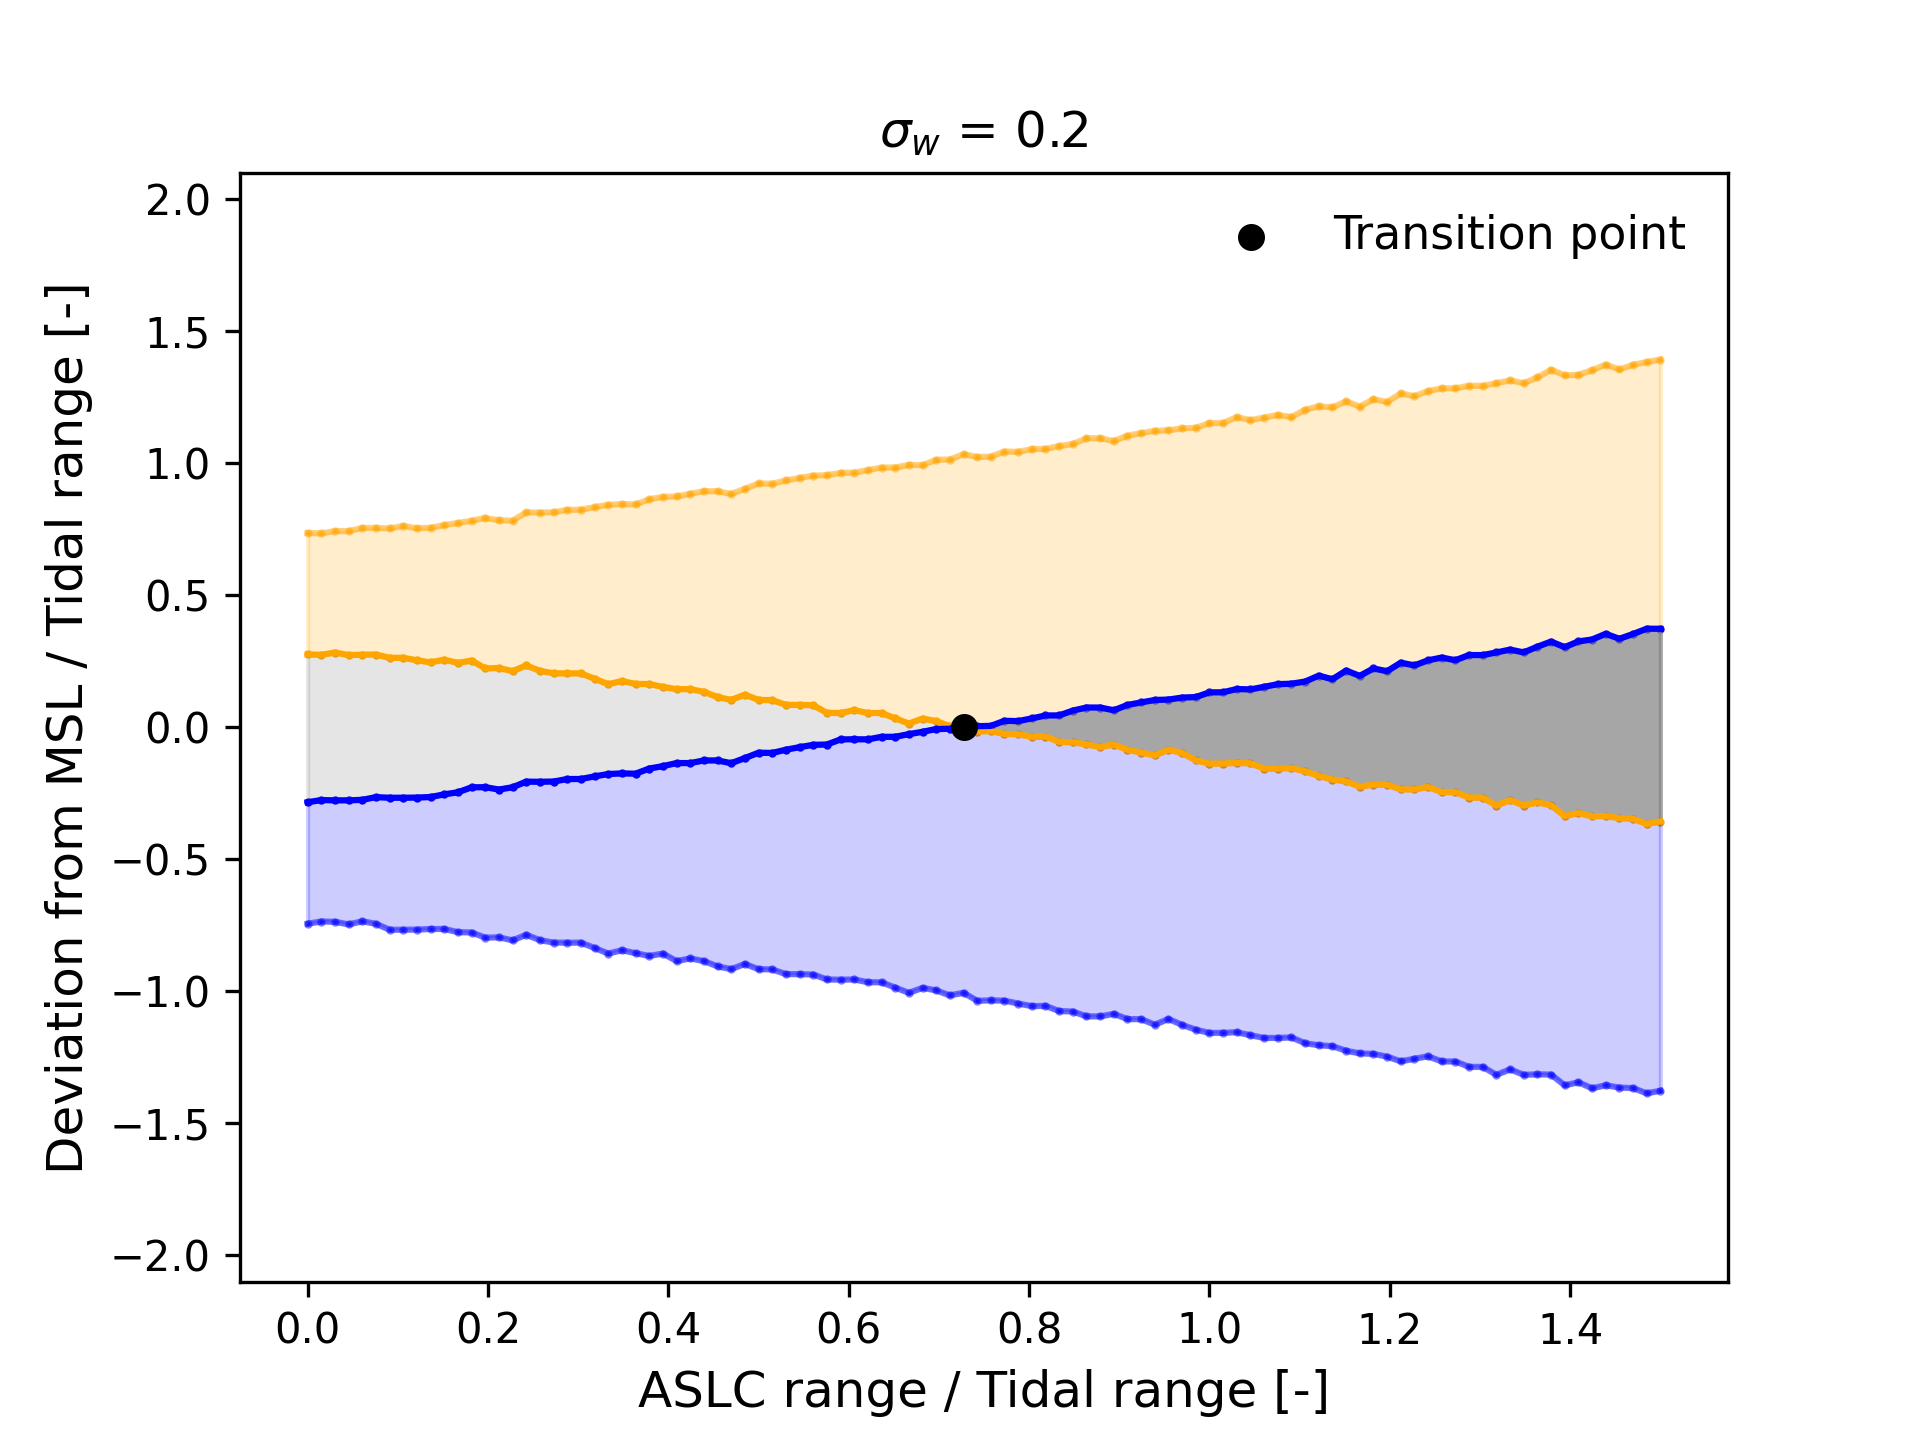 σw = 0.2
Transition point
Deviation from MSL / Tidal range [-]
2.0
1.5
1.0
0.5
0.0
−0.5
−1.0
−1.5
−2.0
0.0 0.2 0.4 0.6 0.8 1.0 1.2 1.4
ASLC range / Tidal range [-]